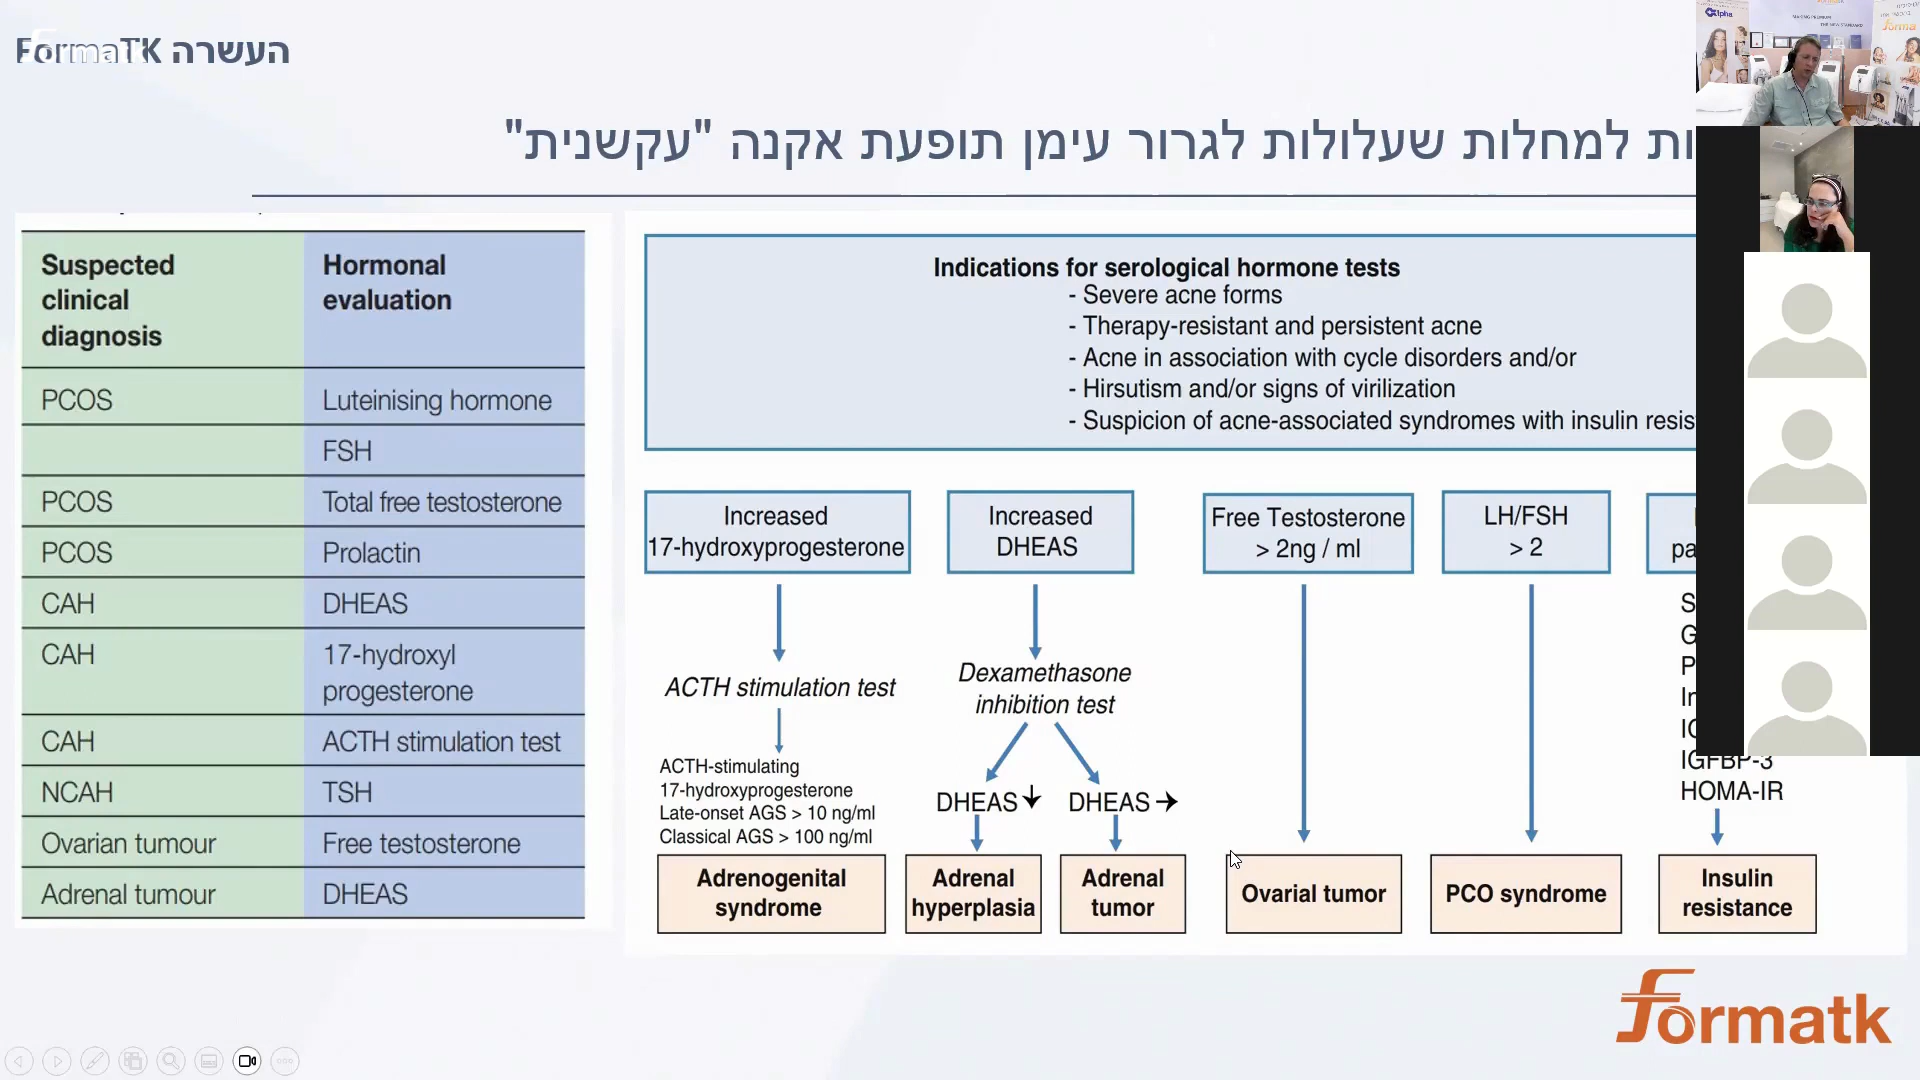 העשרה FormaTK
ות למחלות שעלולות לגרור עימן תופעת אקנה "עקשנית"
Suspected clinical diagnosis
Hormonal evaluation
PCOS
Luteinising hormone
FSH
PCOS
Total free testosterone
PCOS
Prolactin
CAH
DHEAS
CAH
17-hydroxyl progesterone
CAH
ACTH stimulation test
NCAH
TSH
Ovarian tumour
Free testosterone
Adrenal tumour
DHEAS
Indications for serological hormone tests
- Severe acne forms
- Therapy-resistant and persistent acne
- Acne in association with cycle disorders and/or
- Hirsutism and/or signs of virilization
- Suspicion of acne-associated syndromes with insulin resis
Increased
17-hydroxyprogesterone
Increased
DHEAS
Free Testosterone
> 2ng / ml
LH/FSH
> 2
pa
ACTH stimulation test
Dexamethasone
inhibition test
ACTH-stimulating
17-hydroxyprogesterone
Late-onset AGS > 10 ng/ml
Classical AGS > 100 ng/ml
DHEAS ↓
DHEAS →
IGFBP-3
HOMA-IR
Adrenogenital
syndrome
Adrenal
hyperplasia
Adrenal
tumor
Ovarial tumor
PCO syndrome
Insulin
resistance
formatk